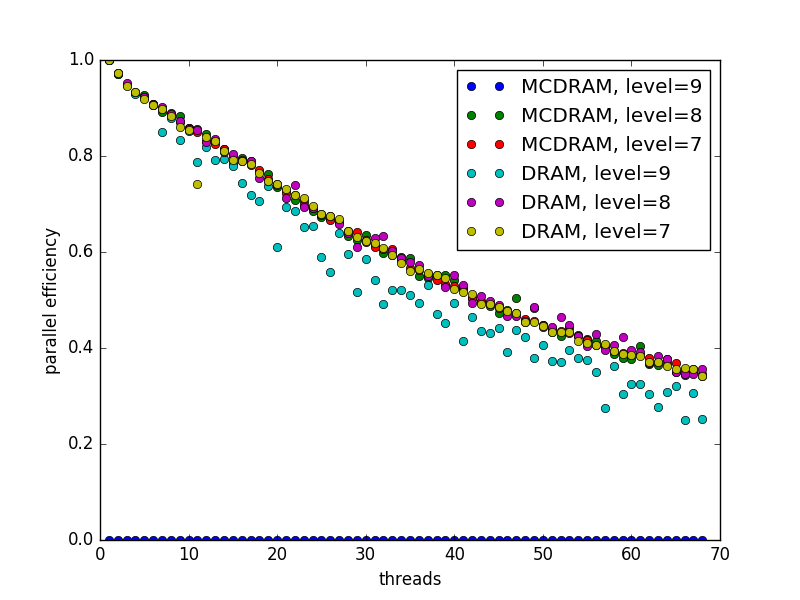 1.0
0.8
0.6
0.4
0.2
0.0
parallel efficiency
MCDRAM, level=9
MCDRAM, level=8
MCDRAM, level=7
DRAM, level=9
DRAM, level=8
DRAM, level=7
0 10 20 30 40 50 60 70
threads